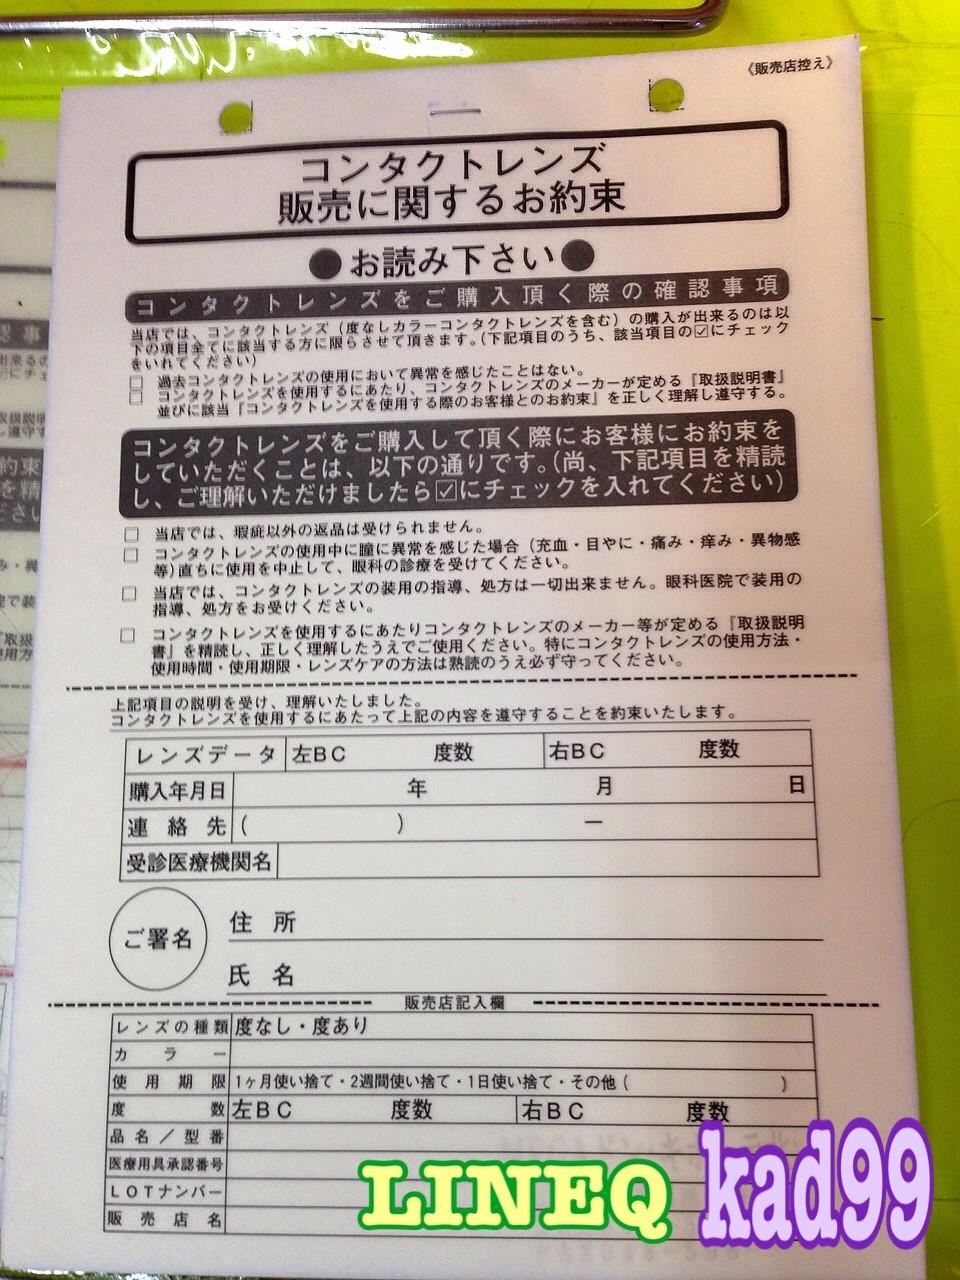 《販売店控え》
コンタクトレンズ
販売に関するお約束
●お読み下さい●
コンタクトレンズをご購入頂く際の確認事項
当店では、コンタクトレンズ（度なしカラーコンタクトレンズを含む）の購入が出来るのは以
下の項目全てに該当する方に限らせて頂きます。（下記項目のうち、該当項目の☑にチェック
をいれてください）
□ 過去コンタクトレンズの使用において異常を感じたことはない。
□ コンタクトレンズを使用するにあたり、コンタクトレンズのメーカーが定める『取扱説明書』
並びに該当『コンタクトレンズを使用する際のお客様とのお約束』を正しく理解し遵守する。
コンタクトレンズをご購入して頂く際にお客様にお約束を
していただくことは、以下の通りです。（尚、下記項目を精読
し、ご理解いただけましたら☑にチェックを入れてください）
□ 当店では、瑕疵以外の返品は受けられません。
□ コンタクトレンズの使用中に瞳に異常を感じた場合（充血・目やに・痛み・痒み・異物感
等）直ちに使用を中止して、眼科の診療を受けてください。
□ 当店では、コンタクトレンズの装用の指導、処方は一切出来ません。眼科医院で装用の
指導、処方をお受けください。
□ コンタクトレンズを使用するにあたりコンタクトレンズのメーカー等が定める『取扱説明
書』を精読し、正しく理解したうえでご使用ください。特にコンタクトレンズの使用方法・
使用時間・使用期限・レンズケアの方法は熟読のうえ必ず守ってください。
上記項目の説明を受け、理解いたしました。
コンタクトレンズを使用するにあたって上記の内容を遵守することを約束いたします。
レンズデータ 左BC 度数 右BC 度数
購入年月日 年 月 日
連絡先 （ ） ー
受診医療機関名
ご署名
住所
氏名
販売店記入欄
レンズの種類 度なし・度あり
カラー
使用期限 1ヶ月使い捨て・2週間使い捨て・1日使い捨て・その他（ ）
度数 左BC 度数 右BC 度数
品名／型番
医療用具承認番号
LOTナンバー
販売店名
LINEQ kad99